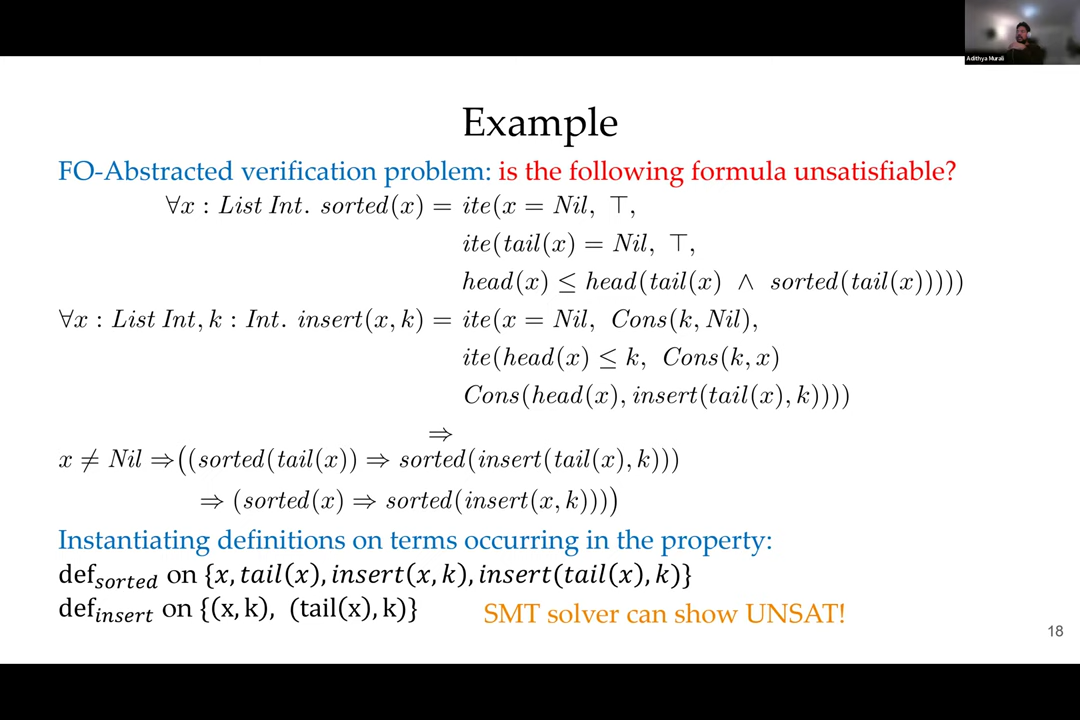 Adithya Murali
Example
FO-Abstracted verification problem: is the following formula unsatisfiable?
∀x : List Int. sorted(x) = ite(x = Nil, ⊤,
ite(tail(x) = Nil, ⊤,
head(x) ≤ head(tail(x) ∧ sorted(tail(x)))))
∀x : List Int, k : Int. insert(x, k) = ite(x = Nil, Cons(k, Nil),
ite(head(x) ≤ k, Cons(k, x)
Cons(head(x), insert(tail(x), k))))
⇒
x ≠ Nil ⇒((sorted(tail(x)) ⇒ sorted(insert(tail(x), k)))
⇒ (sorted(x) ⇒ sorted(insert(x, k))))
Instantiating definitions on terms occurring in the property:
def_sorted on {x, tail(x), insert(x, k), insert(tail(x), k)}
def_insert on {(x, k), (tail(x), k)} SMT solver can show UNSAT!
18